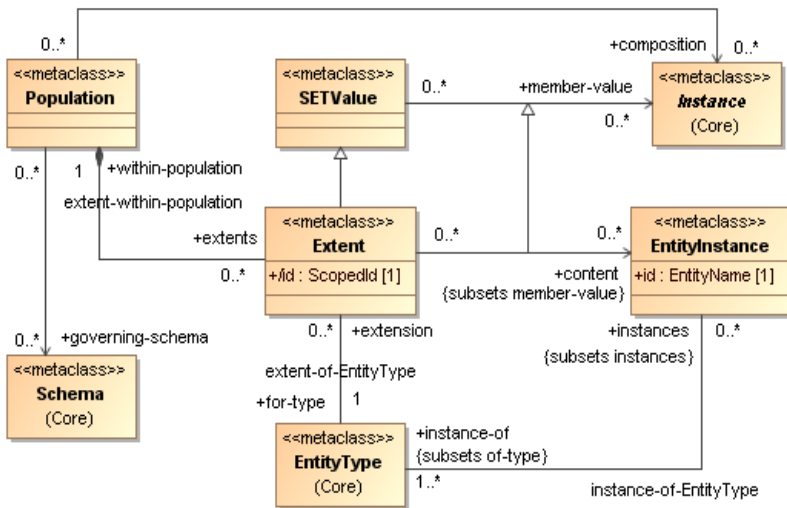 0..*
+composition
0..*
<<metaclass>>
Population
<<metaclass>>
SETValue
0..*
+member-value
0..*
<<metaclass>>
Instance
(Core)
0..*
1
+within-population
extent-within-population
+extents
0..*
<<metaclass>>
Extent
+/id : ScopedId [1]
0..*
0..*
+content
{subsets member-value}
<<metaclass>>
EntityInstance
+id : EntityName [1]
0..*
+governing-schema
<<metaclass>>
Schema
(Core)
0..*
+extension
extent-of-EntityType
+for-type
1
+instances
0..*
{subsets instances}
<<metaclass>>
EntityType
(Core)
+instance-of
{subsets of-type}
1..*
instance-of-EntityType